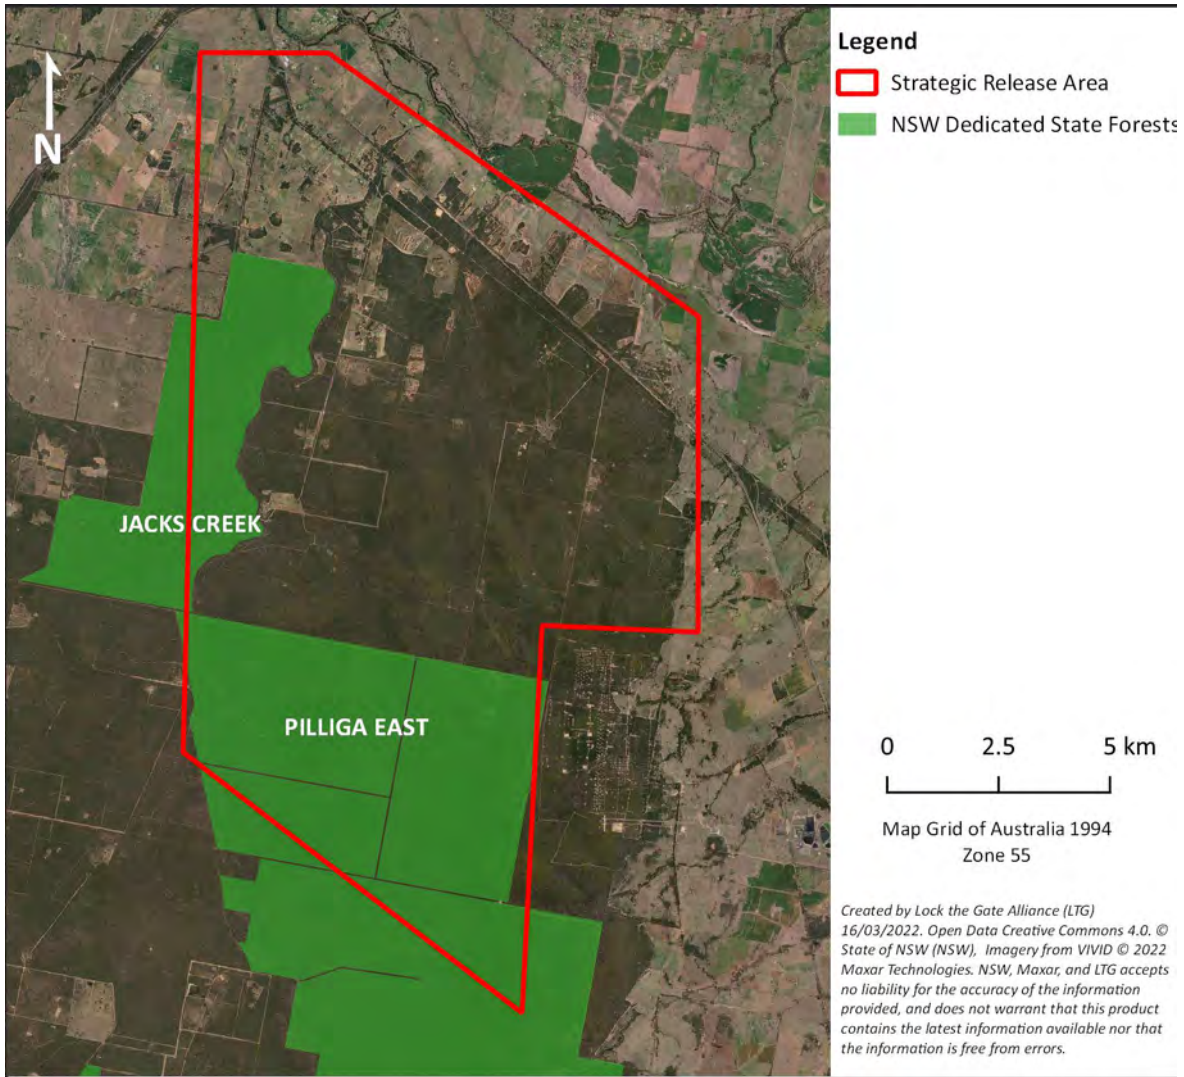 Legend
Strategic Release Area
NSW Dedicated State Forests
N
JACKS CREEK
PILLIGA EAST
0 2.5 5 km
Map Grid of Australia 1994
Zone 55
Created by Lock the Gate Alliance (LTG)
16/03/2022. Open Data Creative Commons 4.0. ©
State of NSW (NSW), Imagery from VIVID © 2022
Maxar Technologies. NSW, Maxar, and LTG accepts
no liability for the accuracy of the information
provided, and does not warrant that this product
contains the latest information available nor that
the information is free from errors.